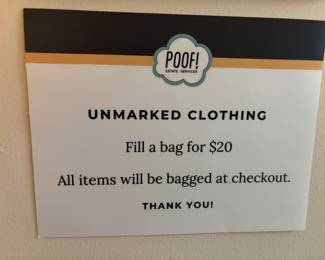 POOF!
ESTATE SERVICES
UNMARKED CLOTHING
Fill a bag for $20
All items will be bagged at checkout.
THANK YOU!